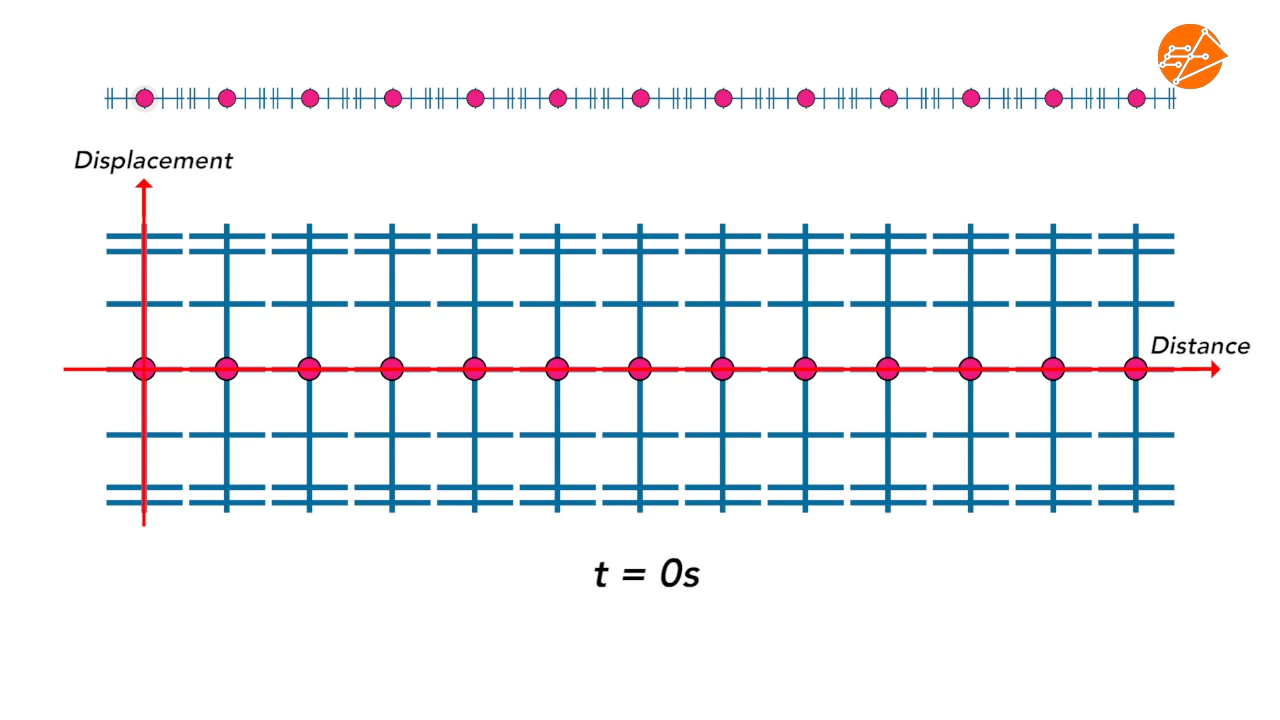 Displacement
Distance
t = 0s